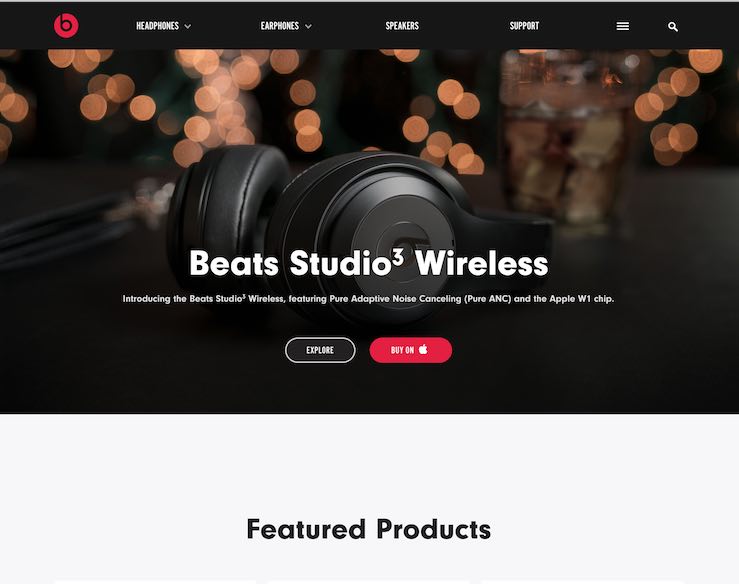 HEADPHONES
EARPHONES
SPEAKERS
SUPPORT
Beats Studio³ Wireless
Introducing the Beats Studio³ Wireless, featuring Pure Adaptive Noise Canceling (Pure ANC) and the Apple W1 chip.
EXPLORE
BUY ON
Featured Products